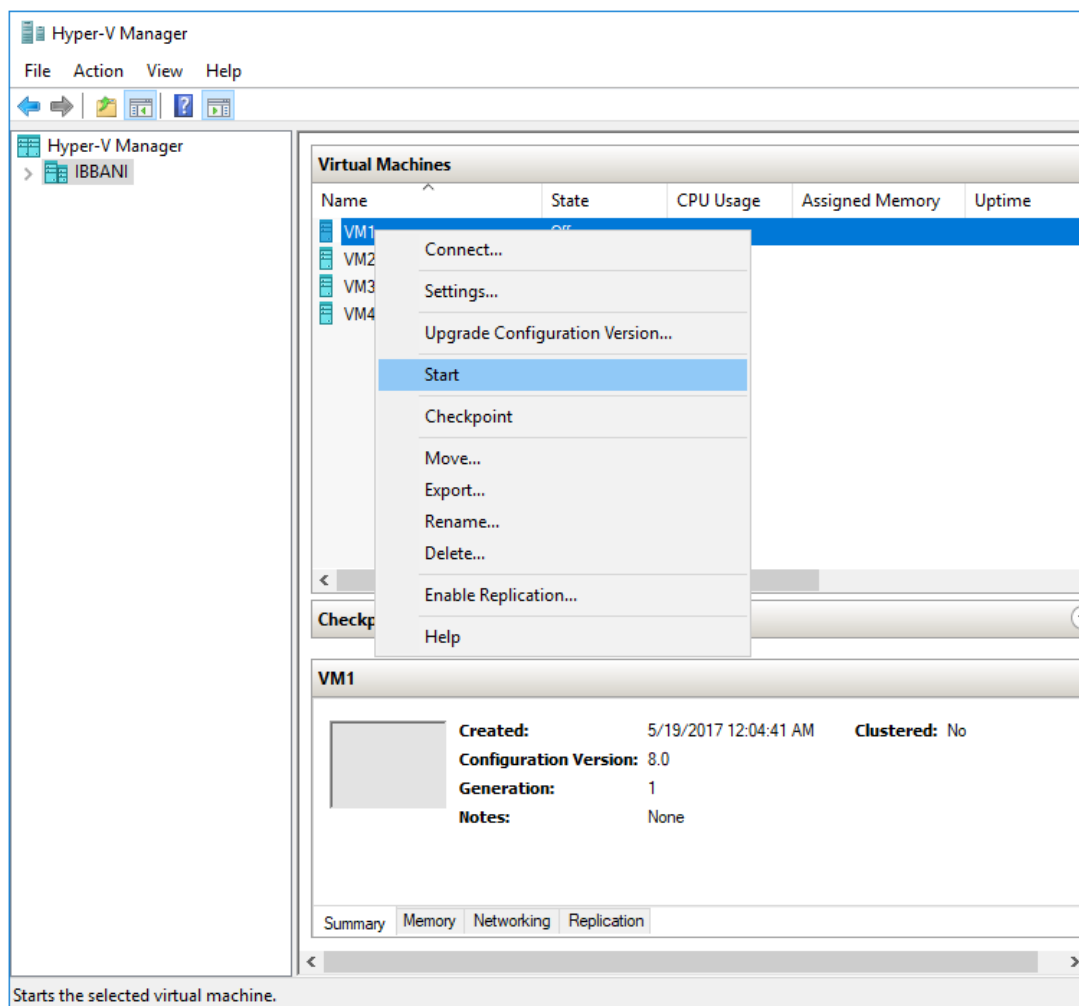 Hyper-V Manager
File Action View Help
Hyper-V Manager
IBBANI
Virtual Machines
Name State CPU Usage Assigned Memory Uptime
VM1 Off
VM2
VM3
VM4
Connect...
Settings...
Upgrade Configuration Version...
Start
Checkpoint
Move...
Export...
Rename...
Delete...
Enable Replication...
Help
Checkp
VM1
Created: 5/19/2017 12:04:41 AM Clustered: No
Configuration Version: 8.0
Generation: 1
Notes: None
Summary Memory Networking Replication
Starts the selected virtual machine.